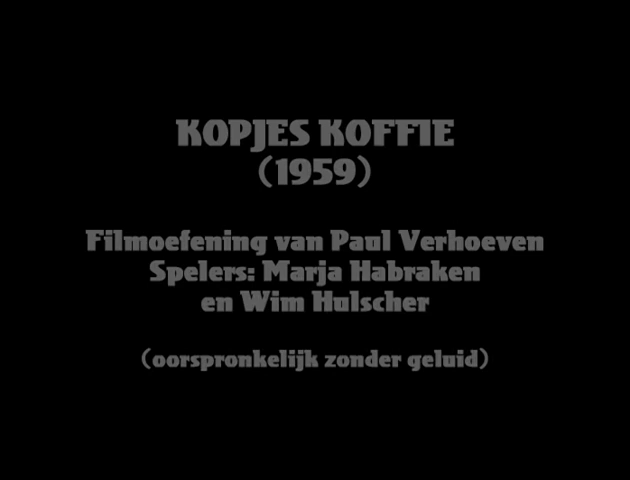 KOPJES KOFFIE
(1959)
Filmoefening van Paul Verhoeven
Spelers: Marja Habraken
en Wim Hulscher
(oorspronkelijk zonder geluid)